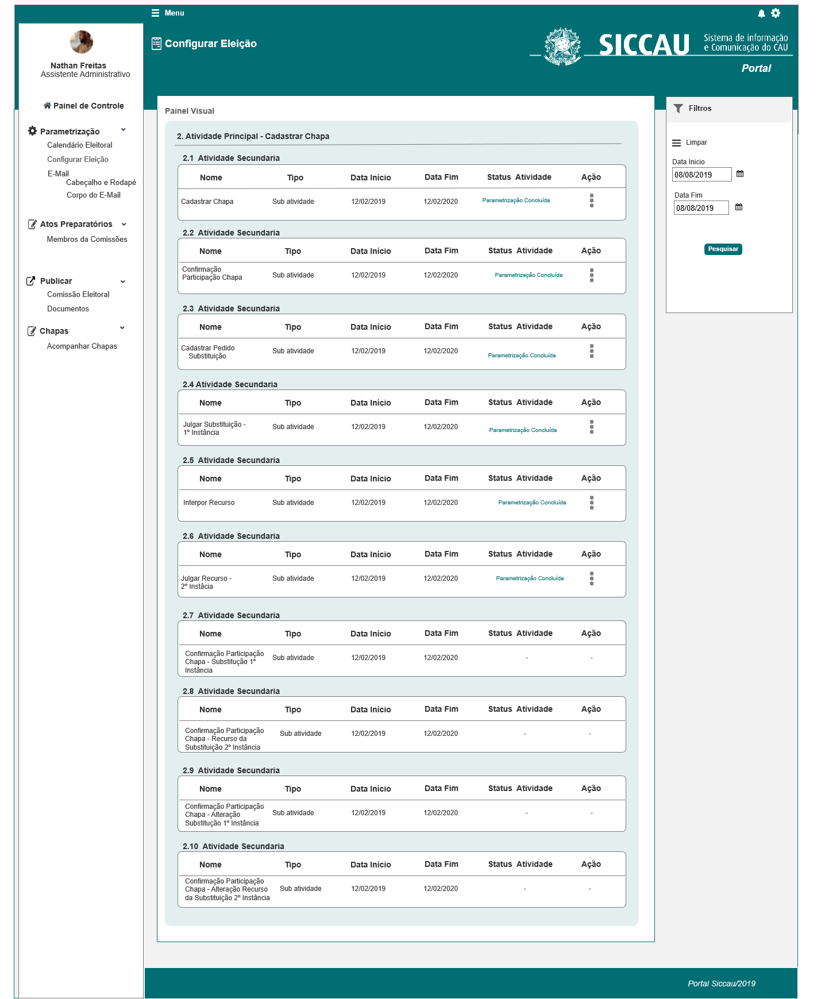 Menu
Configurar Eleição
SICCAU
Sistema de informação
e Comunicação do CAU
Portal
Nathan Freitas
Assistente Administrativo
Painel de Controle
Parametrização
Calendário Eleitoral
Configurar Eleição
E-Mail
Cabeçalho e Rodapé
Corpo do E-Mail
Atos Preparatórios
Membros da Comissões
Publicar
Comissão Eleitoral
Documentos
Chapas
Acompanhar Chapas
Painel Visual
2. Atividade Principal - Cadastrar Chapa
2.1 Atividade Secundaria
Nome Tipo Data Início Data Fim Status Atividade Ação
Cadastrar Chapa Sub atividade 12/02/2019 12/02/2020 Parametrização Concluída
2.2 Atividade Secundaria
Nome Tipo Data Início Data Fim Status Atividade Ação
Confirmação
Participação Chapa Sub atividade 12/02/2019 12/02/2020 Parametrização Concluída
2.3 Atividade Secundaria
Nome Tipo Data Início Data Fim Status Atividade Ação
Cadastrar Pedido
Substituição Sub atividade 12/02/2019 12/02/2020 Parametrização Concluída
2.4 Atividade Secundaria
Nome Tipo Data Início Data Fim Status Atividade Ação
Julgar Substituição -
1º Instância Sub atividade 12/02/2019 12/02/2020 Parametrização Concluída
2.5 Atividade Secundaria
Nome Tipo Data Início Data Fim Status Atividade Ação
Interpor Recurso Sub atividade 12/02/2019 12/02/2020 Parametrização Concluída
2.6 Atividade Secundaria
Nome Tipo Data Início Data Fim Status Atividade Ação
Julgar Recurso -
2º Instâcia Sub atividade 12/02/2019 12/02/2020 Parametrização Concluída
2.7 Atividade Secundaria
Nome Tipo Data Início Data Fim Status Atividade Ação
Confirmação Participação
Chapa - Substitução 1º
Instância Sub atividade 12/02/2019 12/02/2020 - -
2.8 Atividade Secundaria
Nome Tipo Data Início Data Fim Status Atividade Ação
Confirmação Participação
Chapa - Recurso da
Substituição 2º Instância Sub atividade 12/02/2019 12/02/2020 - -
2.9 Atividade Secundaria
Nome Tipo Data Início Data Fim Status Atividade Ação
Confirmação Participação
Chapa - Alteração
Substitução 1º Instância Sub atividade 12/02/2019 12/02/2020 - -
2.10 Atividade Secundaria
Nome Tipo Data Início Data Fim Status Atividade Ação
Confirmação Participação
Chapa - Alteração Recurso
da Substituição 2º Instância Sub atividade 12/02/2019 12/02/2020 - -
Filtros
Limpar
Data Inicio
08/08/2019
Data Fim
08/08/2019
Pesquisar
Portal Siccau/2019